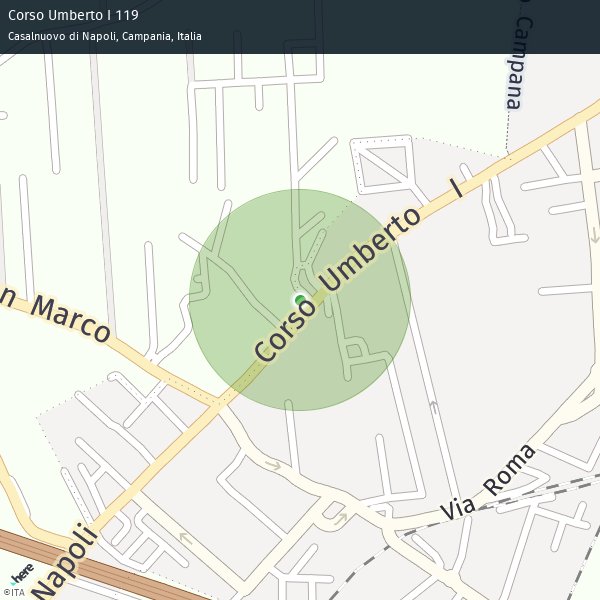 Corso Umberto I 119
Casalnuovo di Napoli, Campania, Italia
o Campana
Corso Umberto I
n Marco
Via Roma
Napoli
here
©ITA